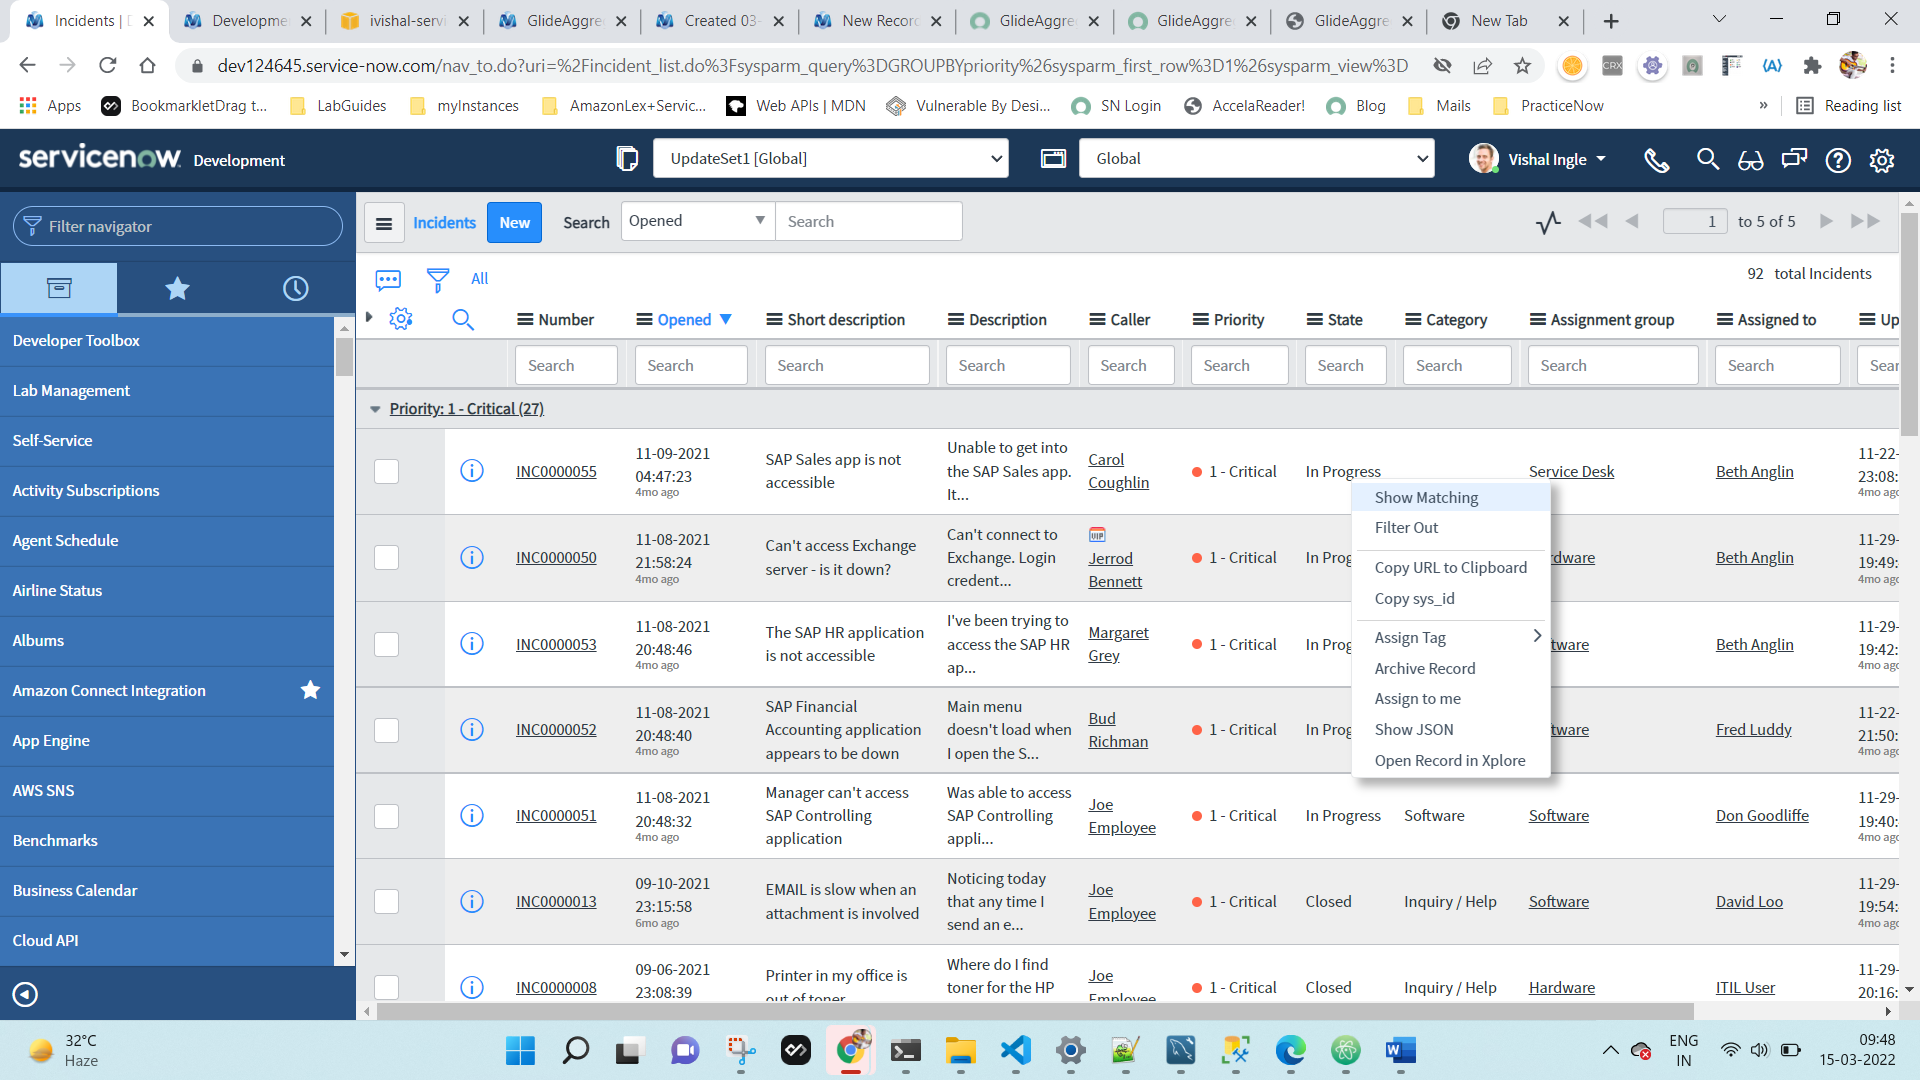 Incidents | D
Developme
ivishal-servi
GlideAggre
Created 03-
New Record
GlideAggre
GlideAggre
GlideAggre
New Tab
dev124645.service-now.com/nav_to.do?uri=%2Fincident_list.do%3Fsysparm_query%3DGROUPBYpriority%26sysparm_first_row%3D1%26sysparm_view%3D
CRX
Apps
BookmarkletDrag t...
LabGuides
myInstances
AmazonLex+Servic...
Web APIs | MDN
Vulnerable By Desi...
SN Login
AccelaReader!
Blog
Mails
PracticeNow
»
Reading list
servicenow. Development
UpdateSet1 [Global]
Global
Vishal Ingle
Filter navigator
Developer Toolbox
Lab Management
Self-Service
Activity Subscriptions
Agent Schedule
Airline Status
Albums
Amazon Connect Integration
App Engine
AWS SNS
Benchmarks
Business Calendar
Cloud API
Incidents
New
Search
Opened
Search
1
to 5 of 5
All
92 total Incidents
Number
Opened
Short description
Description
Caller
Priority
State
Category
Assignment group
Assigned to
Up
Search
Search
Search
Search
Search
Search
Search
Search
Search
Search
Sear
Priority: 1 - Critical (27)
INC0000055
11-09-2021
04:47:23
4mo ago
SAP Sales app is not
accessible
Unable to get into
the SAP Sales app.
It...
Carol
Coughlin
1 - Critical
In Progress
Service Desk
Beth Anglin
11-22-
23:08:
4mo ago
INC0000050
11-08-2021
21:58:24
4mo ago
Can't access Exchange
server - is it down?
Can't connect to
Exchange. Login
credent...
VIP
Jerrod
Bennett
1 - Critical
In Prog
rdware
Beth Anglin
11-29-
19:49:
4mo ago
INC0000053
11-08-2021
20:48:46
4mo ago
The SAP HR application
is not accessible
I've been trying to
access the SAP HR
ap...
Margaret
Grey
1 - Critical
In Prog
tware
Beth Anglin
11-29-
19:42:
4mo ago
INC0000052
11-08-2021
20:48:40
4mo ago
SAP Financial
Accounting application
appears to be down
Main menu
doesn't load when
I open the S...
Bud
Richman
1 - Critical
In Prog
tware
Fred Luddy
11-22-
21:50:
4mo ago
INC0000051
11-08-2021
20:48:32
4mo ago
Manager can't access
SAP Controlling
application
Was able to access
SAP Controlling
appli...
Joe
Employee
1 - Critical
In Progress
Software
Software
Don Goodliffe
11-29-
19:40:
4mo ago
INC0000013
09-10-2021
23:15:58
6mo ago
EMAIL is slow when an
attachment is involved
Noticing today
that any time I
send an e...
Joe
Employee
1 - Critical
Closed
Inquiry / Help
Software
David Loo
11-29-
19:54:
4mo ago
INC0000008
09-06-2021
23:08:39
Printer in my office is
out of toner
Where do I find
toner for the HP
Joe
Employee
1 - Critical
Closed
Inquiry / Help
Hardware
ITIL User
11-29-
20:16:
Show Matching
Filter Out
Copy URL to Clipboard
Copy sys_id
Assign Tag
Archive Record
Assign to me
Show JSON
Open Record in Xplore
32°C
Haze
ENG
IN
09:48
15-03-2022